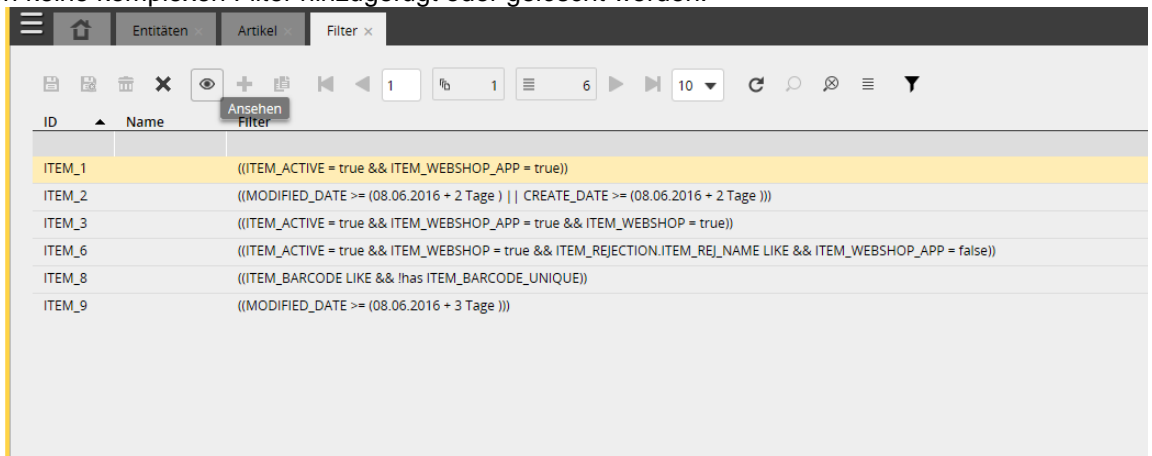 keine komplexen Filter hinzugefügt oder gelöscht werden.
Entitäten × Artikel × Filter ×
1 1 6 10
Ansehen
ID Name Filter
ITEM_1 ((ITEM_ACTIVE = true && ITEM_WEBSHOP_APP = true))
ITEM_2 ((MODIFIED_DATE >= (08.06.2016 + 2 Tage ) || CREATE_DATE >= (08.06.2016 + 2 Tage )))
ITEM_3 ((ITEM_ACTIVE = true && ITEM_WEBSHOP_APP = true && ITEM_WEBSHOP = true))
ITEM_6 ((ITEM_ACTIVE = true && ITEM_WEBSHOP = true && ITEM_REJECTION.ITEM_REJ_NAME LIKE && ITEM_WEBSHOP_APP = false))
ITEM_8 ((ITEM_BARCODE LIKE && !has ITEM_BARCODE_UNIQUE))
ITEM_9 ((MODIFIED_DATE >= (08.06.2016 + 3 Tage )))